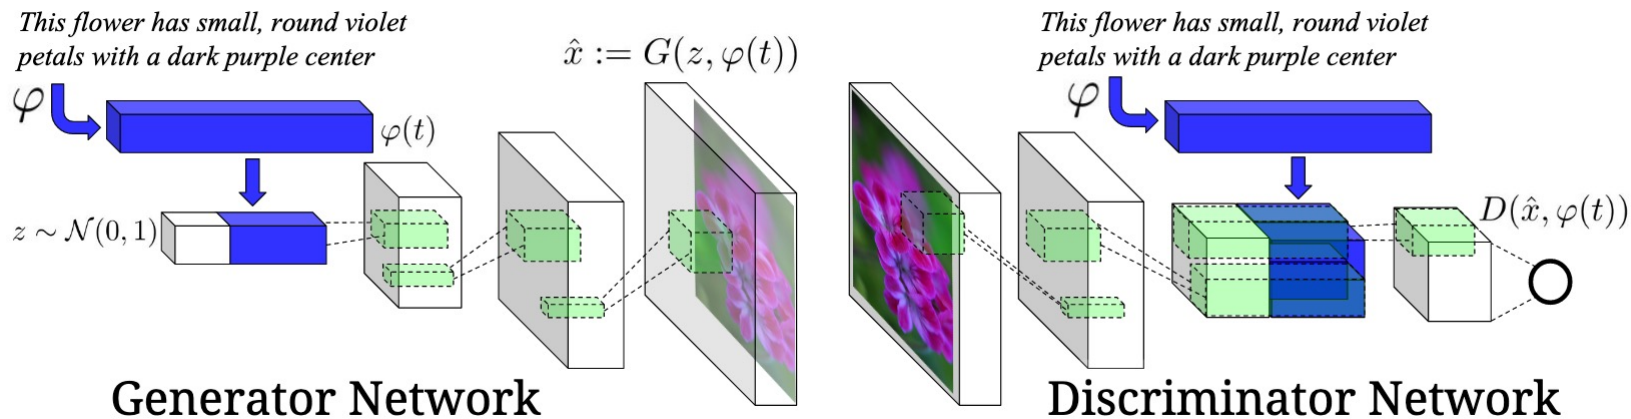 This flower has small, round violet
petals with a dark purple center
φ
φ(t)
z ∼ 𝒩(0, 1)
x̂ := G(z, φ(t))
Generator Network
This flower has small, round violet
petals with a dark purple center
φ
D(x̂, φ(t))
Discriminator Network